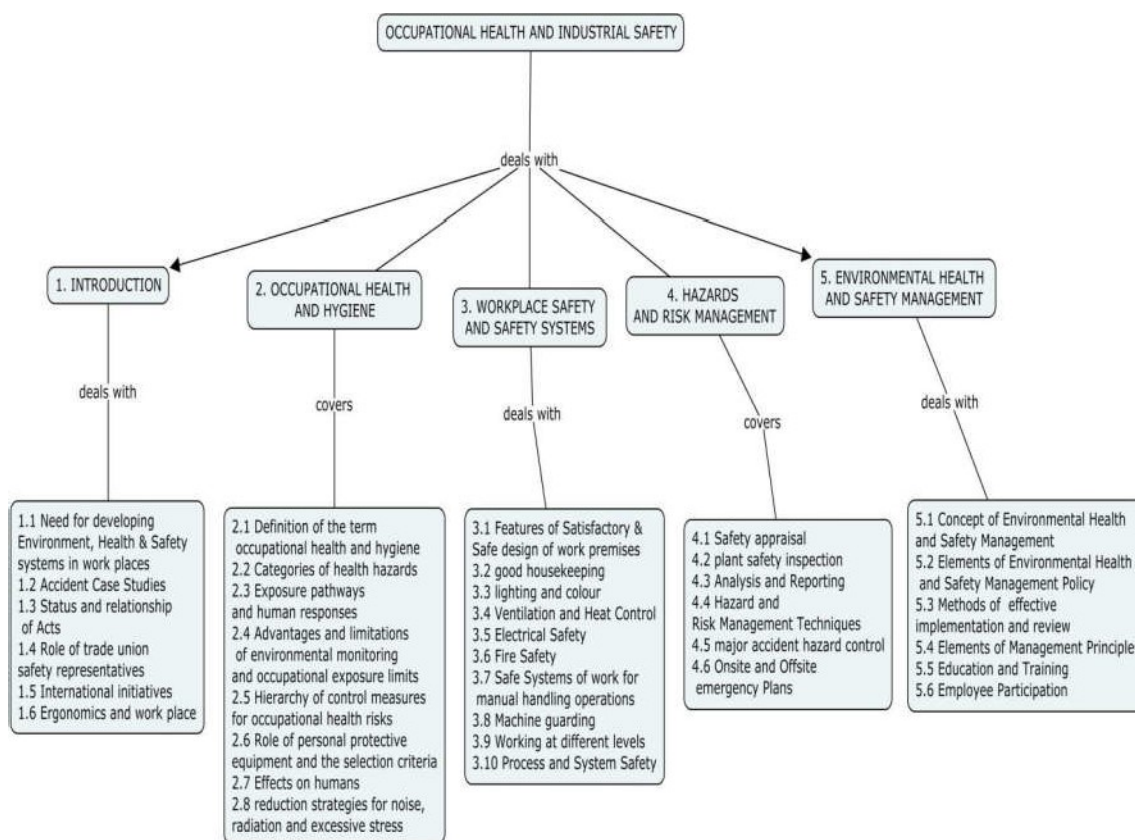 OCCUPATIONAL HEALTH AND INDUSTRIAL SAFETY
deals with
1. INTRODUCTION
2. OCCUPATIONAL HEALTH
AND HYGIENE
3. WORKPLACE SAFETY
AND SAFETY SYSTEMS
4. HAZARDS
AND RISK MANAGEMENT
5. ENVIRONMENTAL HEALTH
AND SAFETY MANAGEMENT
deals with
covers
deals with
covers
deals with
1.1 Need for developing
Environment, Health & Safety
systems in work places
1.2 Accident Case Studies
1.3 Status and relationship
of Acts
1.4 Role of trade union
safety representatives
1.5 International initiatives
1.6 Ergonomics and work place
2.1 Definition of the term
occupational health and hygiene
2.2 Categories of health hazards
2.3 Exposure pathways
and human responses
2.4 Advantages and limitations
of environmental monitoring
and occupational exposure limits
2.5 Hierarchy of control measures
for occupational health risks
2.6 Role of personal protective
equipment and the selection criteria
2.7 Effects on humans
2.8 reduction strategies for noise,
radiation and excessive stress
3.1 Features of Satisfactory &
Safe design of work premises
3.2 good housekeeping
3.3 lighting and colour
3.4 Ventilation and Heat Control
3.5 Electrical Safety
3.6 Fire Safety
3.7 Safe Systems of work for
manual handling operations
3.8 Machine guarding
3.9 Working at different levels
3.10 Process and System Safety
4.1 Safety appraisal
4.2 plant safety inspection
4.3 Analysis and Reporting
4.4 Hazard and
Risk Management Techniques
4.5 major accident hazard control
4.6 Onsite and Offsite
emergency Plans
5.1 Concept of Environmental Health
and Safety Management
5.2 Elements of Environmental Health
and Safety Management Policy
5.3 Methods of effective
implementation and review
5.4 Elements of Management Principle
5.5 Education and Training
5.6 Employee Participation